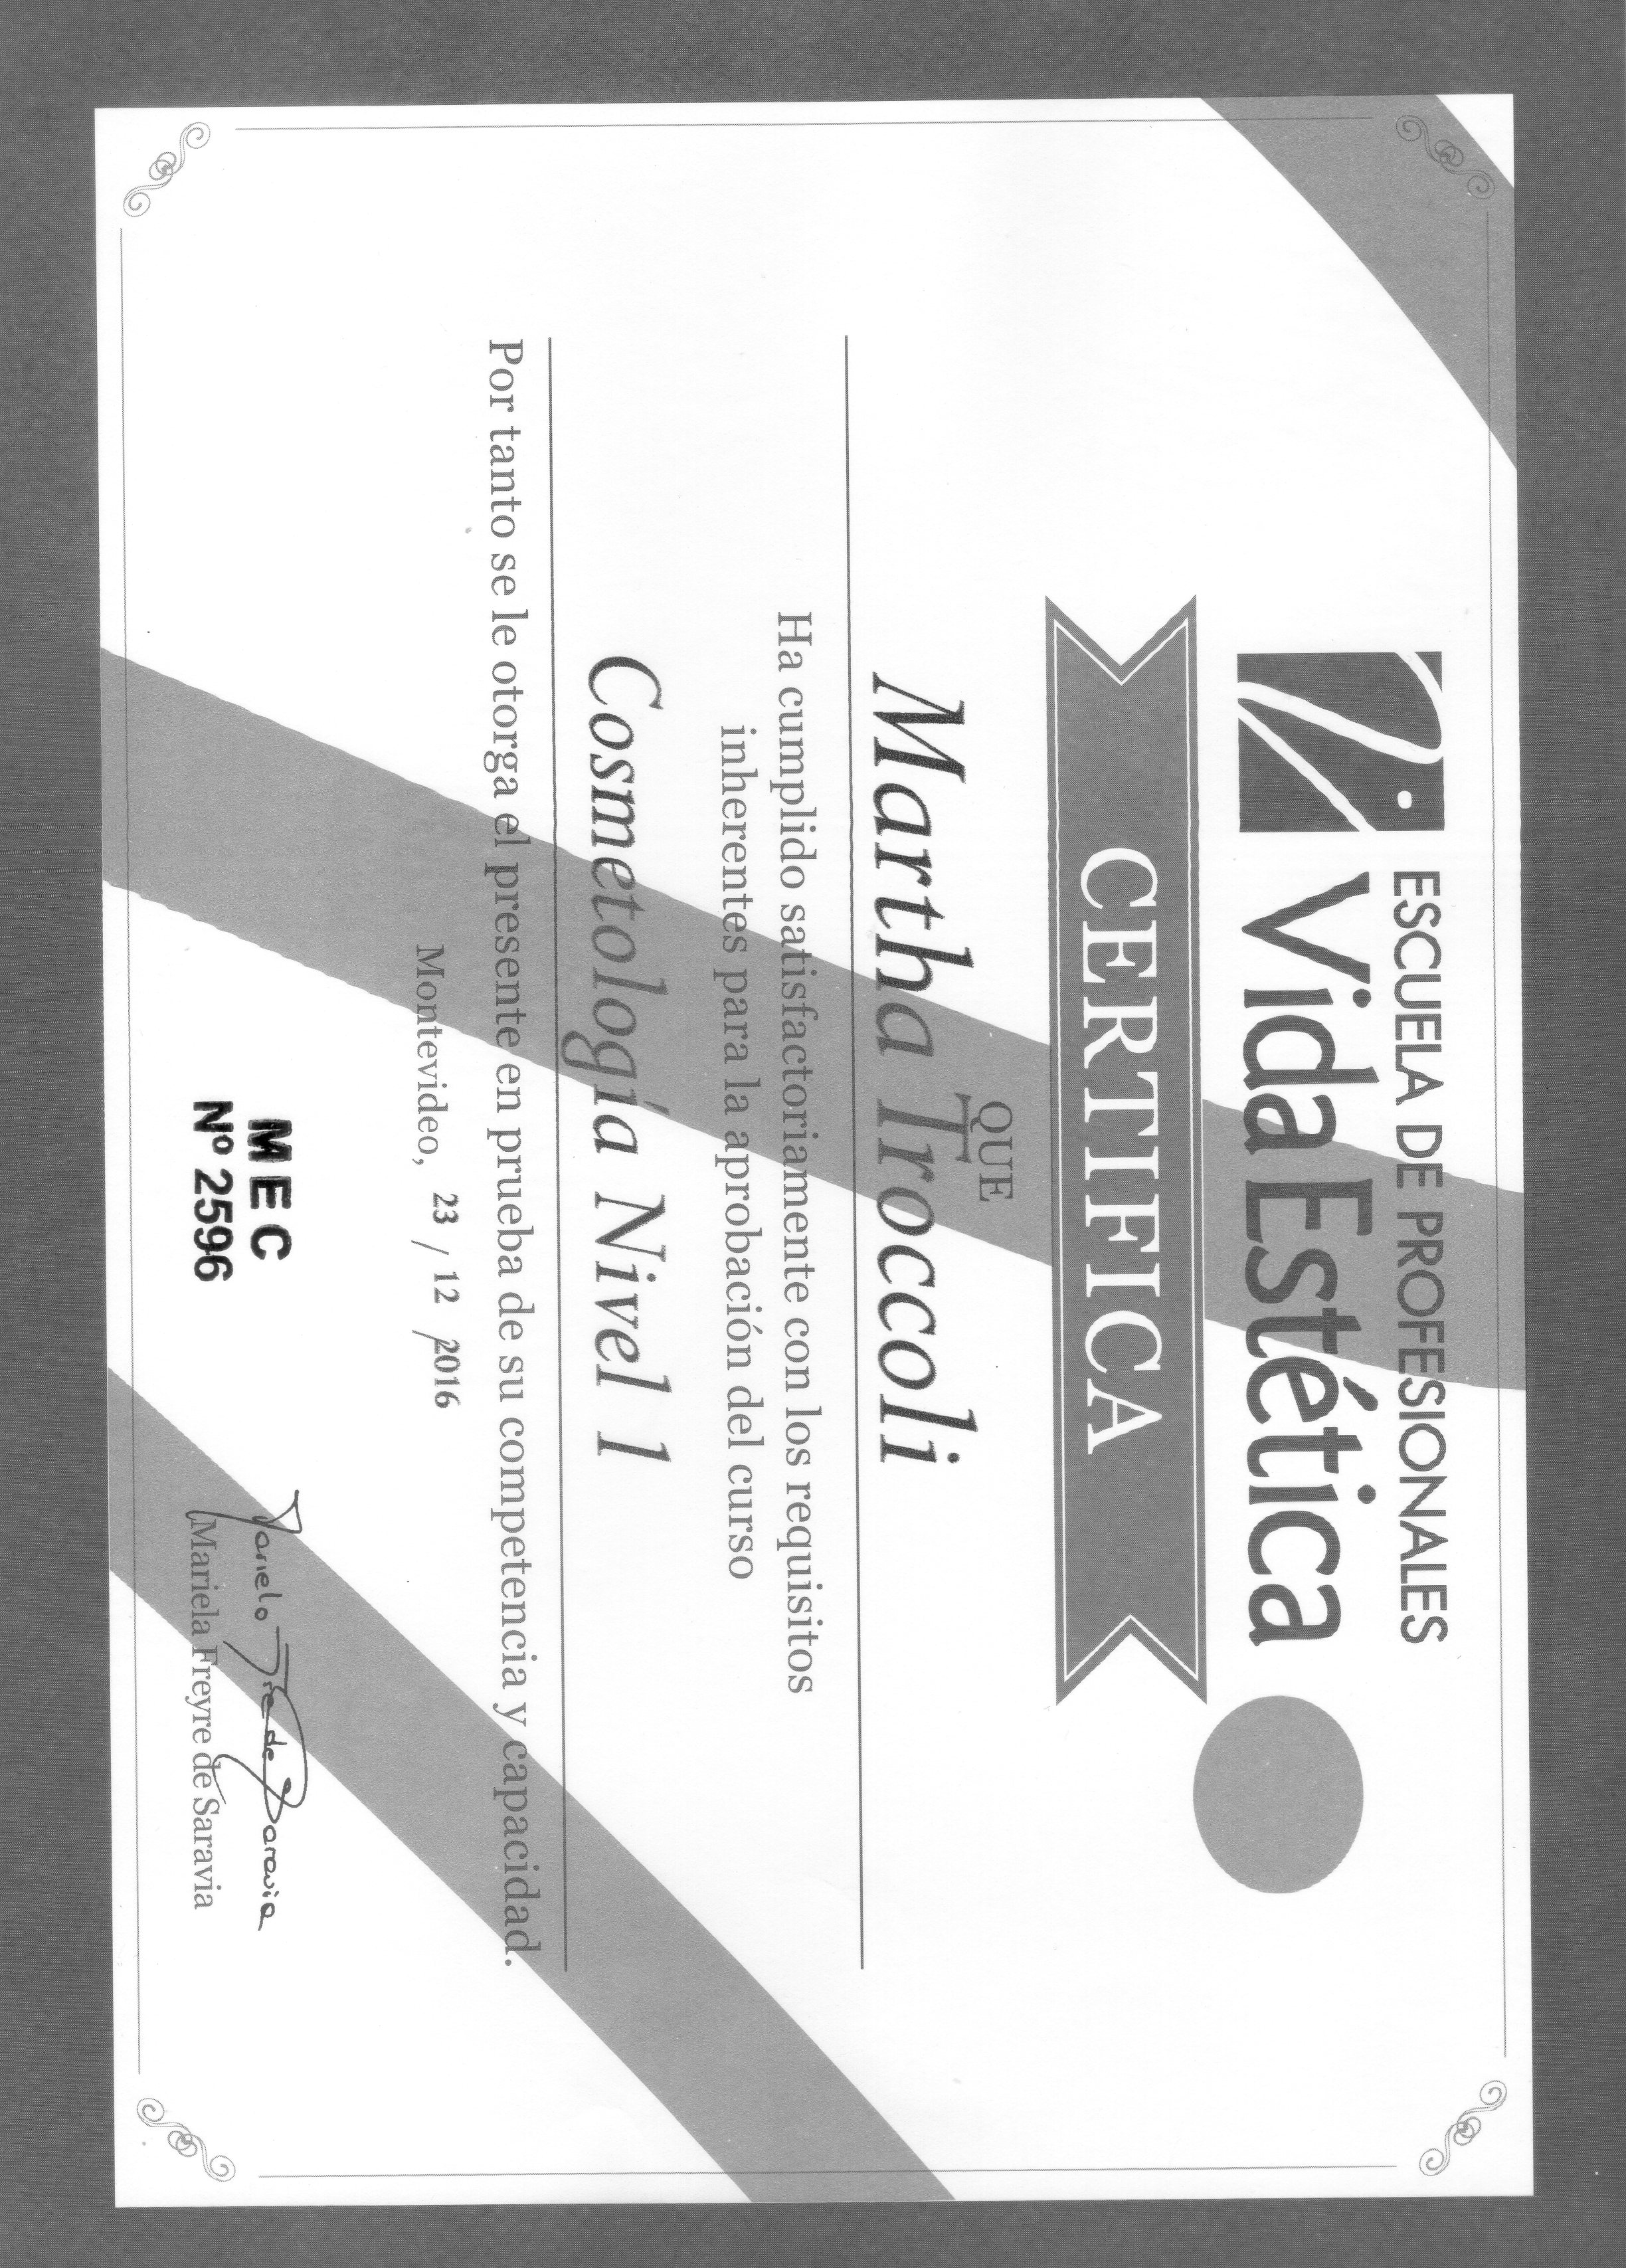 ESCUELA DE PROFESIONALES
Vida Estética
CERTIFICA
QUE
Martha Troccoli
Ha cumplido satisfactoriamente con los requisitos
inherentes para la aprobación del curso
Cosmetología Nivel 1
Por tanto se le otorga el presente en prueba de su competencia y capacidad.
Montevideo, 23 / 12 / 2016
MEC
Nº 2596
Mariela Fre de Saravia
Mariela Freyre de Saravia